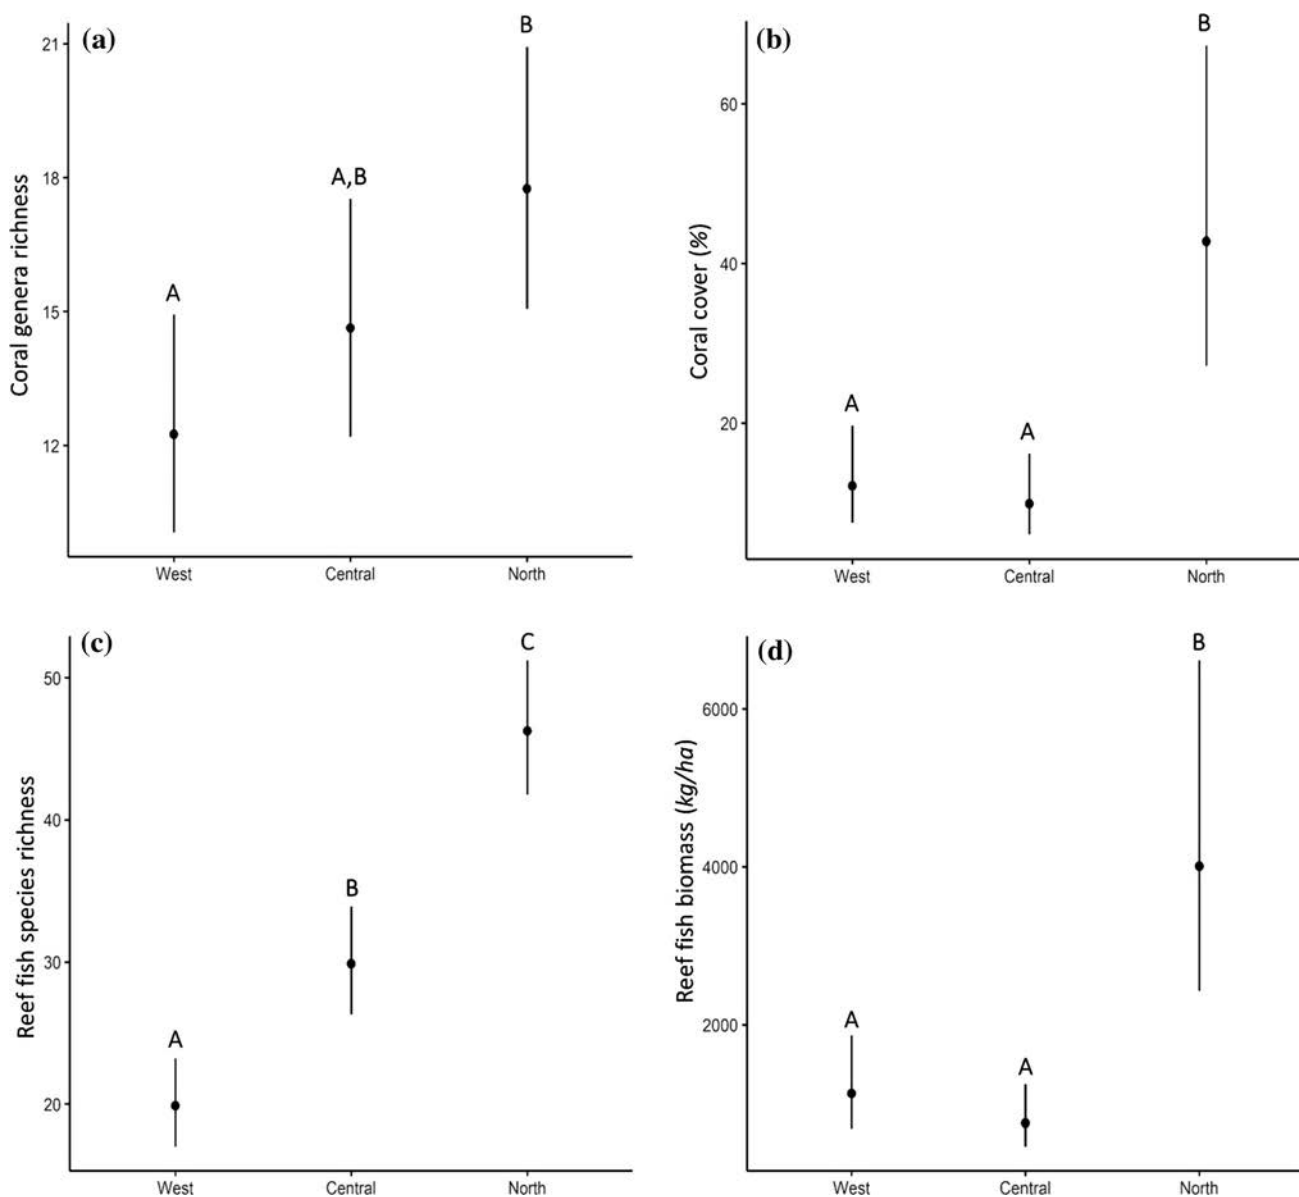 (a)
Coral genera richness
21
18
15
12
A
A,B
B
West
Central
North
(b)
Coral cover (%)
60
40
20
A
A
B
West
Central
North
(c)
Reef fish species richness
50
40
30
20
A
B
C
West
Central
North
(d)
Reef fish biomass (kg/ha)
6000
4000
2000
A
A
B
West
Central
North